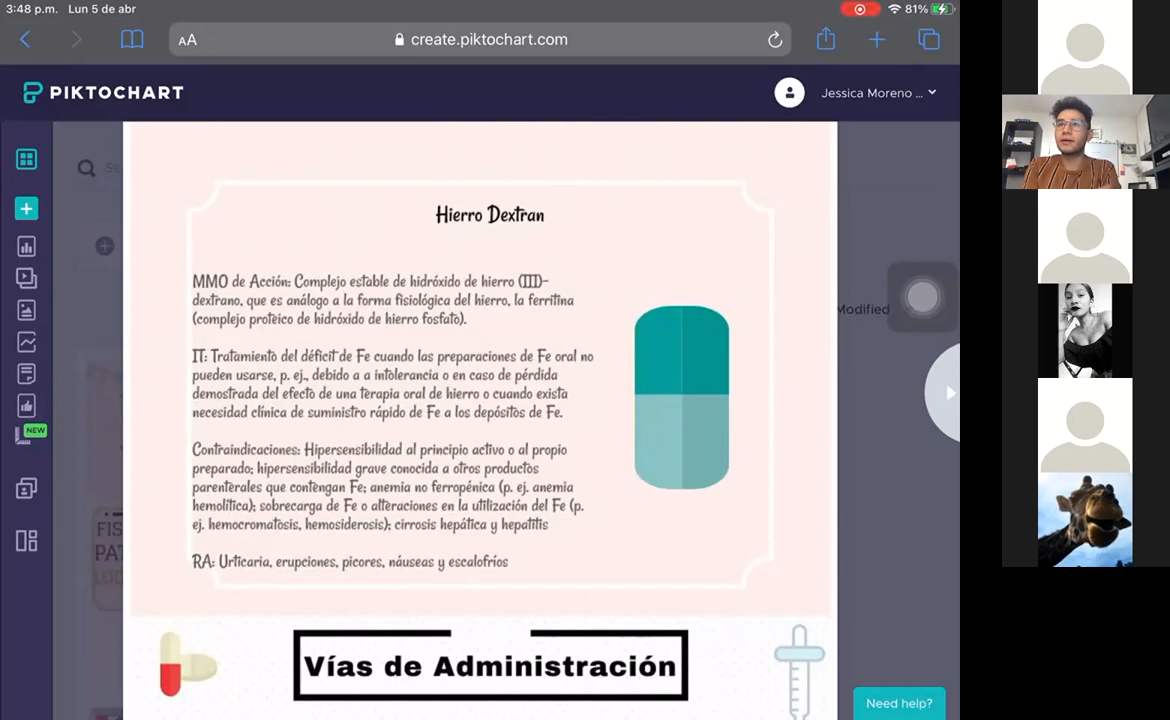 3:48 p.m. Lun 5 de abr
81%
AA
create.piktochart.com
PIKTOCHART
Jessica Moreno ...
Se
Hierro Dextran
MMO de Acción: Complejo estable de hidróxido de hierro (III)-
dextrano, que es análogo a la forma fisiológica del hierro, la ferritina
(complejo proteico de hidróxido de hierro fosfato).
Modified
IT: Tratamiento del déficit de Fe cuando las preparaciones de Fe oral no
pueden usarse, p. ej., debido a a intolerancia o en caso de pérdida
demostrada del efecto de una terapia oral de hierro o cuando exista
necesidad clínica de suministro rápido de Fe a los depósitos de Fe.
NEW
Contraindicaciones: Hipersensibilidad al principio activo o al propio
preparado; hipersensibilidad grave conocida a otros productos
parenterales que contengan Fe; anemia no ferropénica (p. ej. anemia
hemolítica); sobrecarga de Fe o alteraciones en la utilización del Fe (p.
ej. hemocromatosis, hemosiderosis); cirrosis hepática y hepatitis
FIS
PAT
RA: Urticaria, erupciones, picores, náuseas y escalofríos
Vías de Administración
Need help?